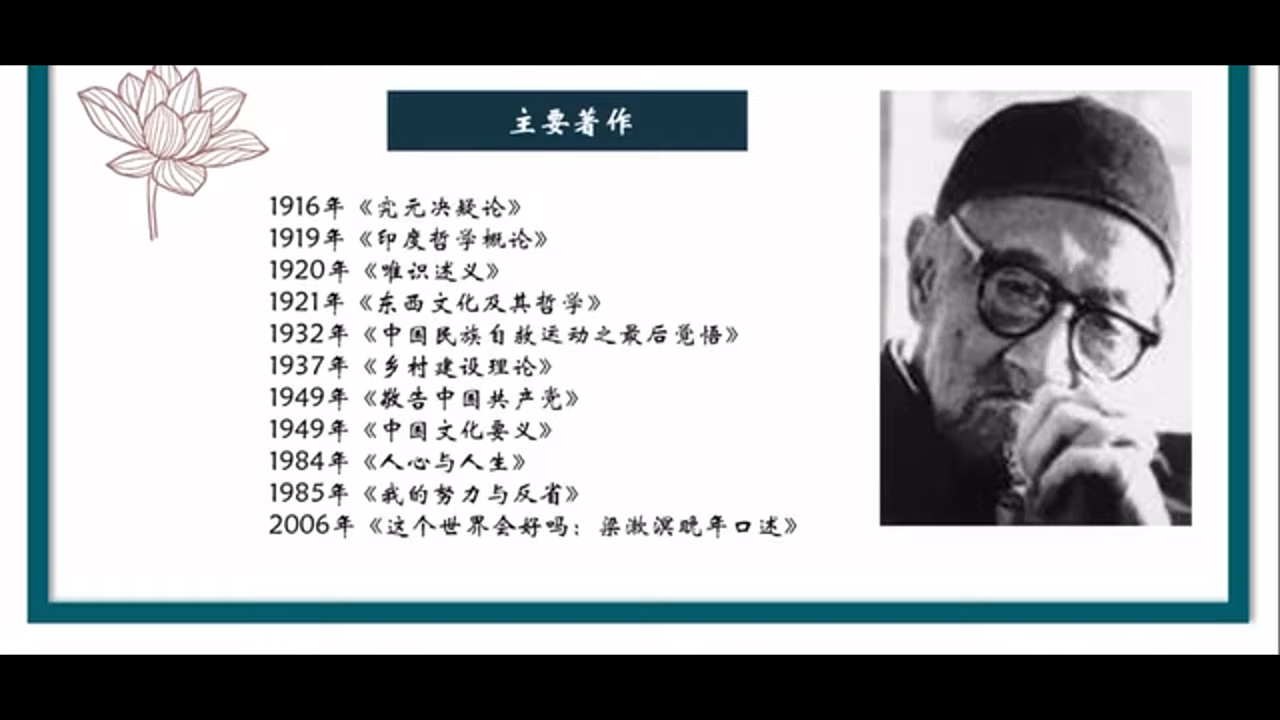 主要著作
1916年《究元决疑论》
1919年《印度哲学概论》
1920年《唯识述义》
1921年《东西文化及其哲学》
1932年《中国民族自救运动之最后觉悟》
1937年《乡村建设理论》
1949年《敬告中国共产党》
1949年《中国文化要义》
1984年《人心与人生》
1985年《我的努力与反省》
2006年《这个世界会好吗：梁漱溟晚年口述》